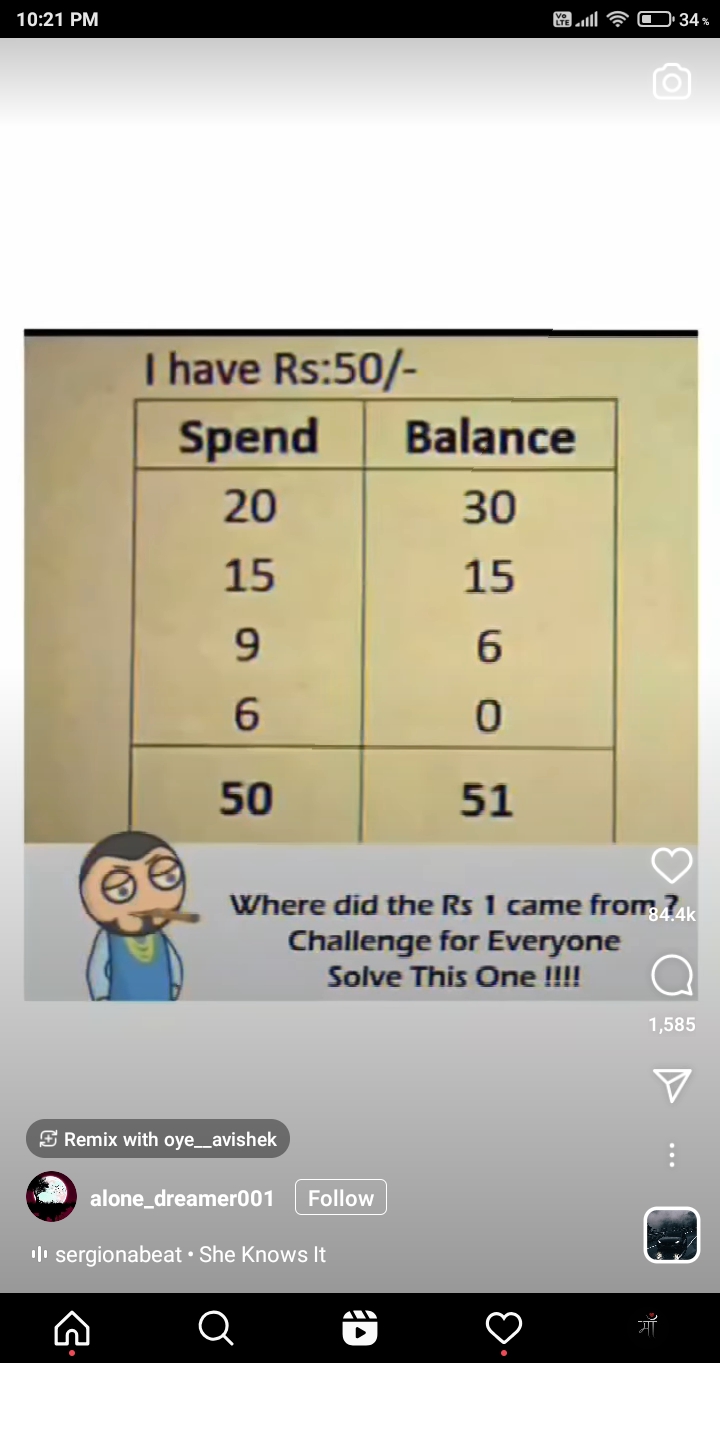 10:21 PM
Vo LTE 34%
I have Rs:50/-
Spend Balance
20 30
15 15
9 6
6 0
50 51
Where did the Rs 1 came from ?
84.4k
Challenge for Everyone
Solve This One !!!!
1,585
Remix with oye__avishek
alone_dreamer001 Follow
sergionabeat • She Knows It
माँ